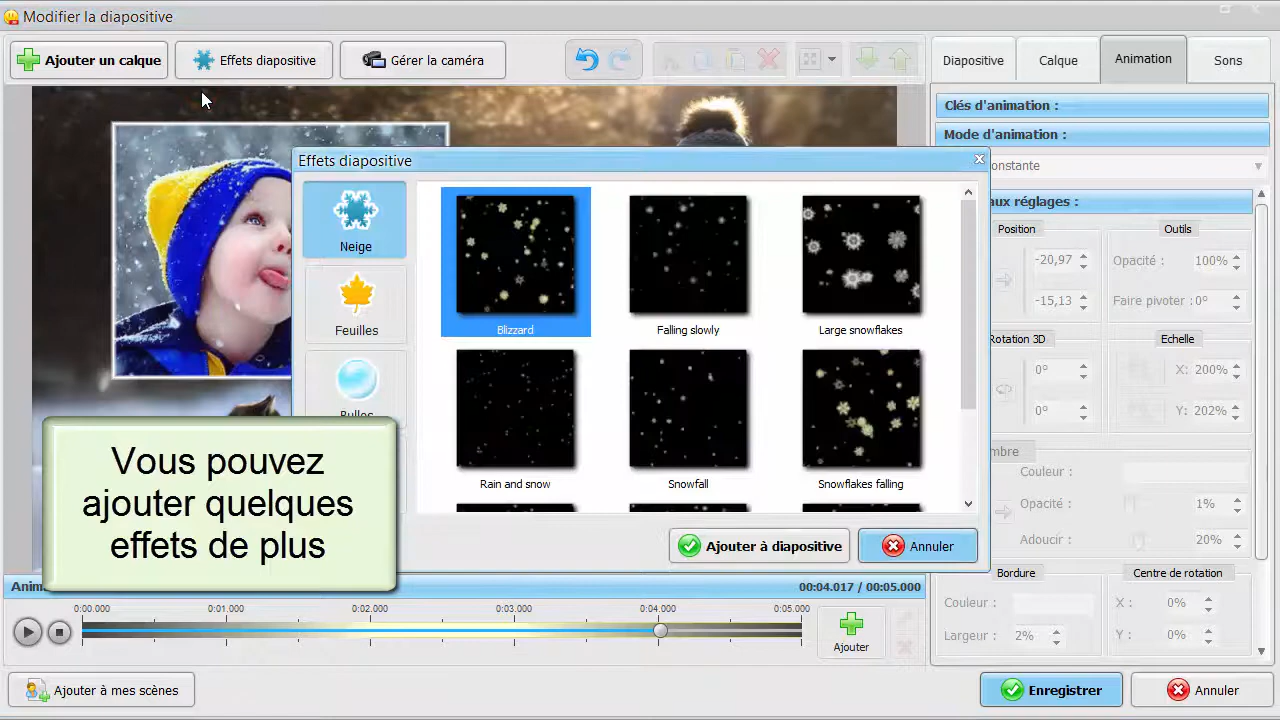 Modifier la diapositive
Ajouter un calque
Effets diapositive
Gérer la caméra
Diapositive
Calque
Animation
Sons
Clés d'animation :
Mode d'animation :
onstante
aux réglages :
Position
Outils
-20,97
Opacité :
100%
-15,13
Faire pivoter :
0°
Rotation 3D
Echelle
0°
X:
200%
0°
Y:
202%
mbre
Couleur :
Opacité :
1%
Adoucir :
20%
Bordure
Centre de rotation
Couleur :
X :
0%
Largeur :
2%
Y :
0%
Effets diapositive
Neige
Feuilles
Bulles
Blizzard
Falling slowly
Large snowflakes
Rain and snow
Snowfall
Snowflakes falling
Ajouter à diapositive
Annuler
Vous pouvez
ajouter quelques
effets de plus
Anim
00:04.017 / 00:05.000
0:00.000
0:01.000
0:02.000
0:03.000
0:04.000
0:05.000
Ajouter
Ajouter à mes scènes
Enregistrer
Annuler